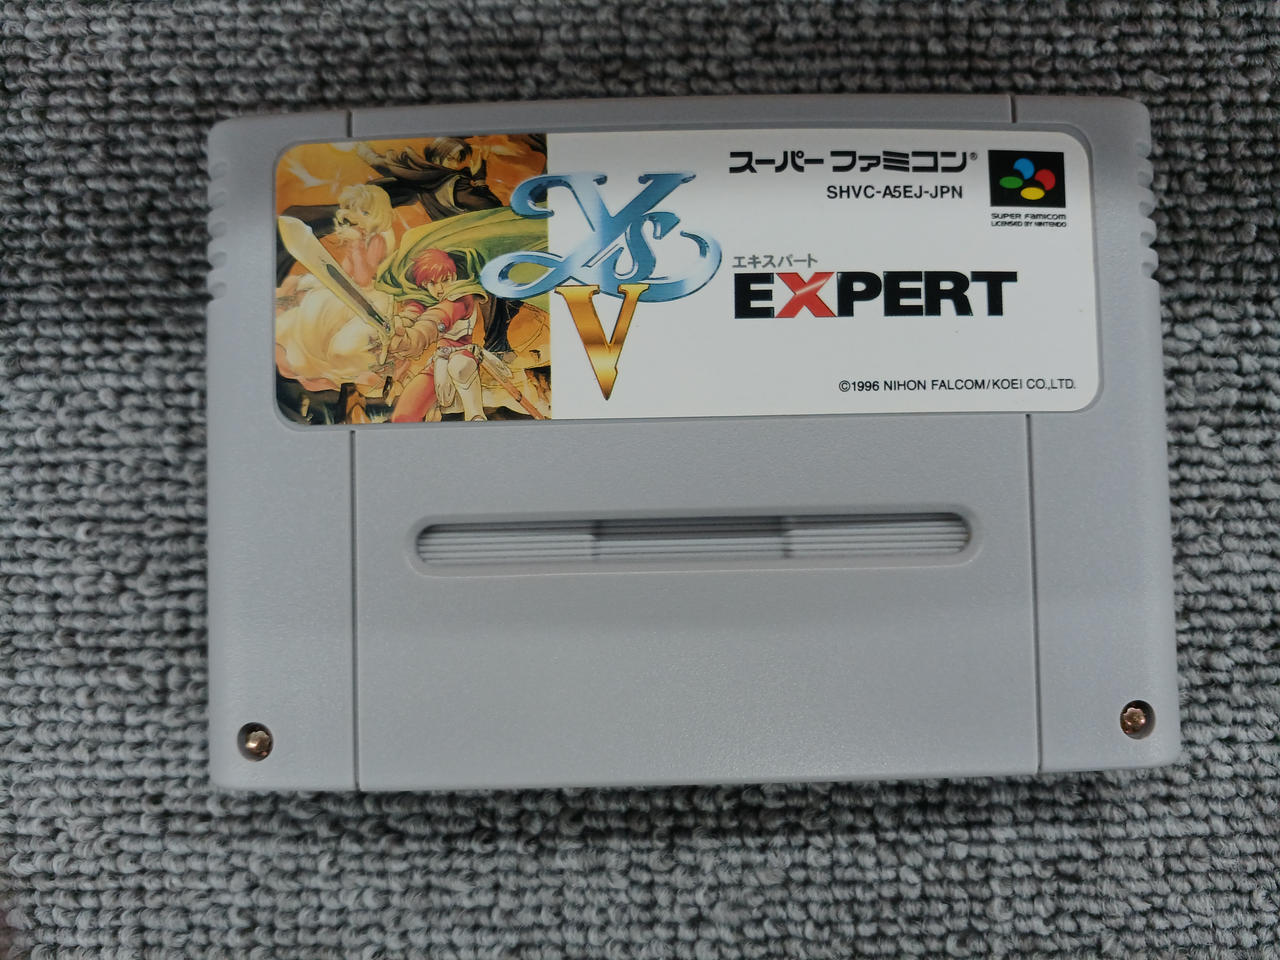 スーパーファミコン®
SHVC-A5EJ-JPN
SUPER FAMICOM
LICENSED BY NINTENDO
Ys
V
エキスパート
EXPERT
©1996 NIHON FALCOM/KOEI CO.,LTD.